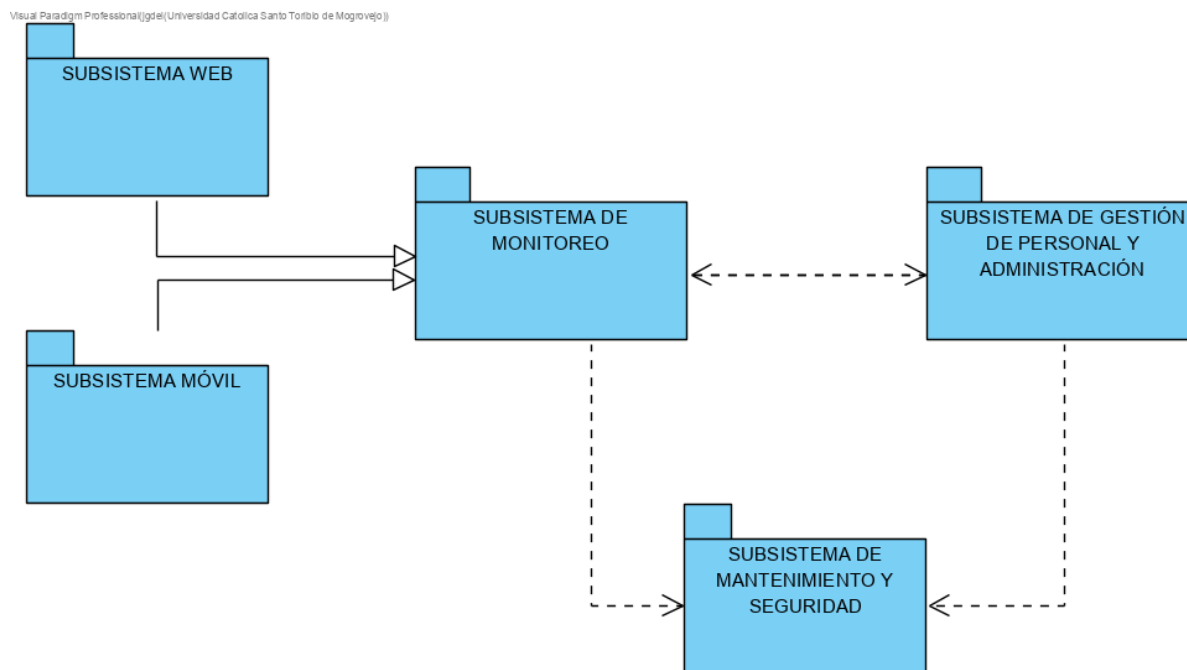 Visual Paradigm Professional(jgdel(Universidad Catolica Santo Toribio de Mogrovejo))
SUBSISTEMA WEB
SUBSISTEMA DE
MONITOREO
SUBSISTEMA DE GESTIÓN
DE PERSONAL Y
ADMINISTRACIÓN
SUBSISTEMA MÓVIL
SUBSISTEMA DE
MANTENIMIENTO Y
SEGURIDAD